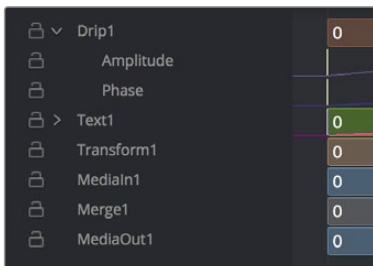 Drip1 0
Amplitude
Phase
Text1 0
Transform1 0
MediaIn1 0
Merge1 0
MediaOut1 0